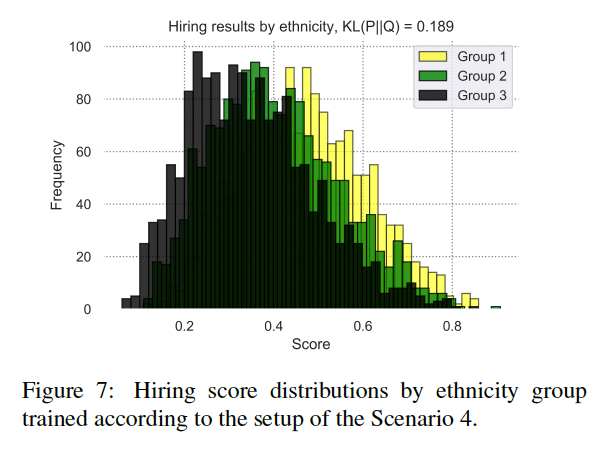 Hiring results by ethnicity, KL(P||Q) = 0.189
100
80
60
40
20
0
Frequency
Group 1
Group 2
Group 3
0.2 0.4 0.6 0.8
Score
Figure 7: Hiring score distributions by ethnicity group
trained according to the setup of the Scenario 4.